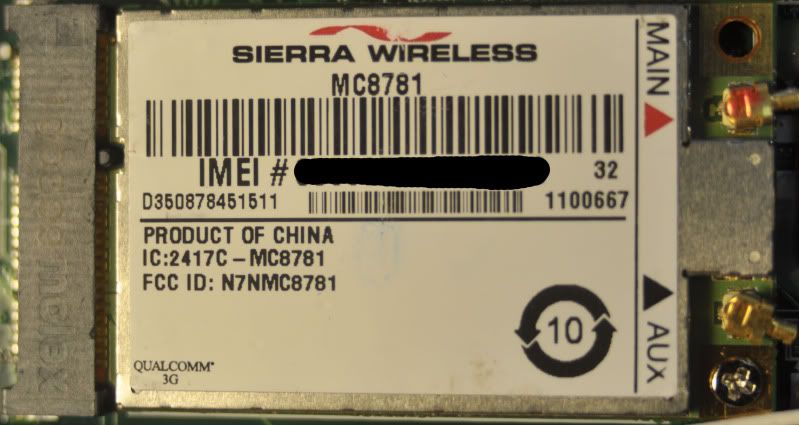 SIERRA WIRELESS
MC8781
IMEI # 32
D350878451511 1100667
PRODUCT OF CHINA
IC:2417C-MC8781
FCC ID: N7NMC8781
10
QUALCOMM
3G
MAIN
AUX
molex